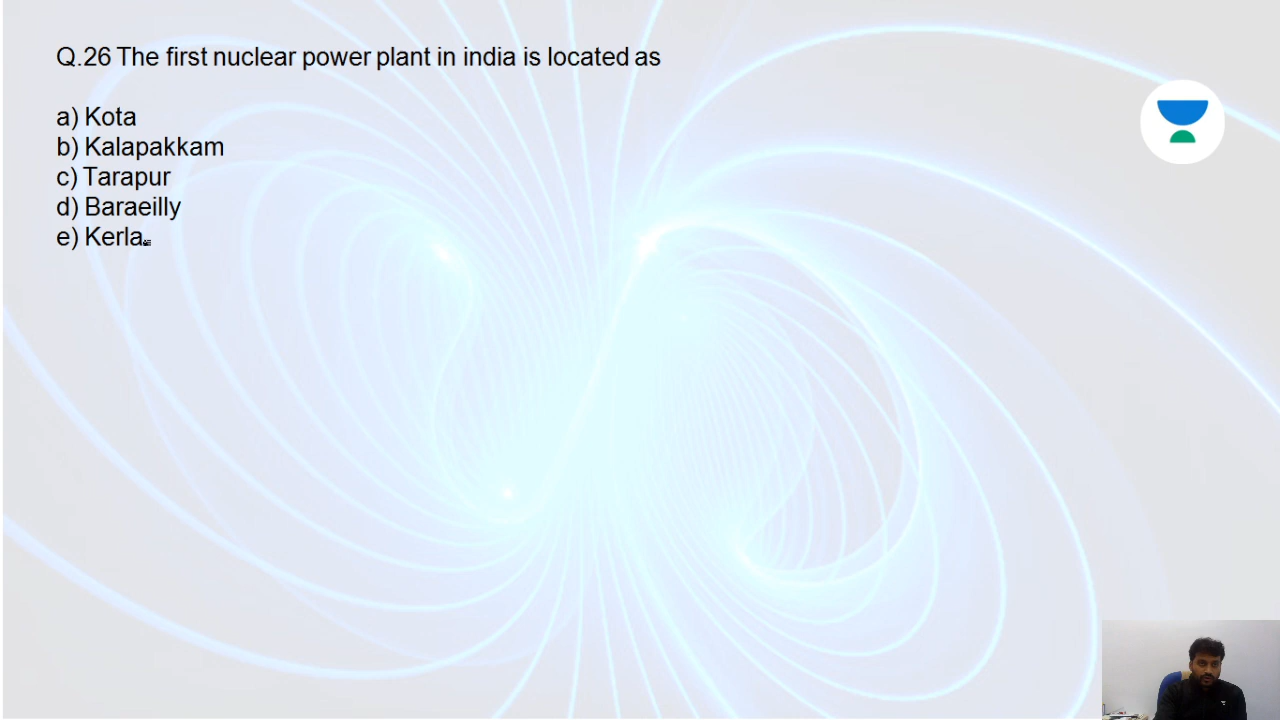 Q.26 The first nuclear power plant in india is located as
a) Kota
b) Kalapakkam
c) Tarapur
d) Baraeilly
e) Kerla